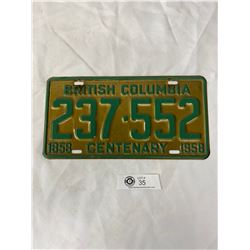 BRITISH COLUMBIA
237-552
1858 CENTENARY 1958
35